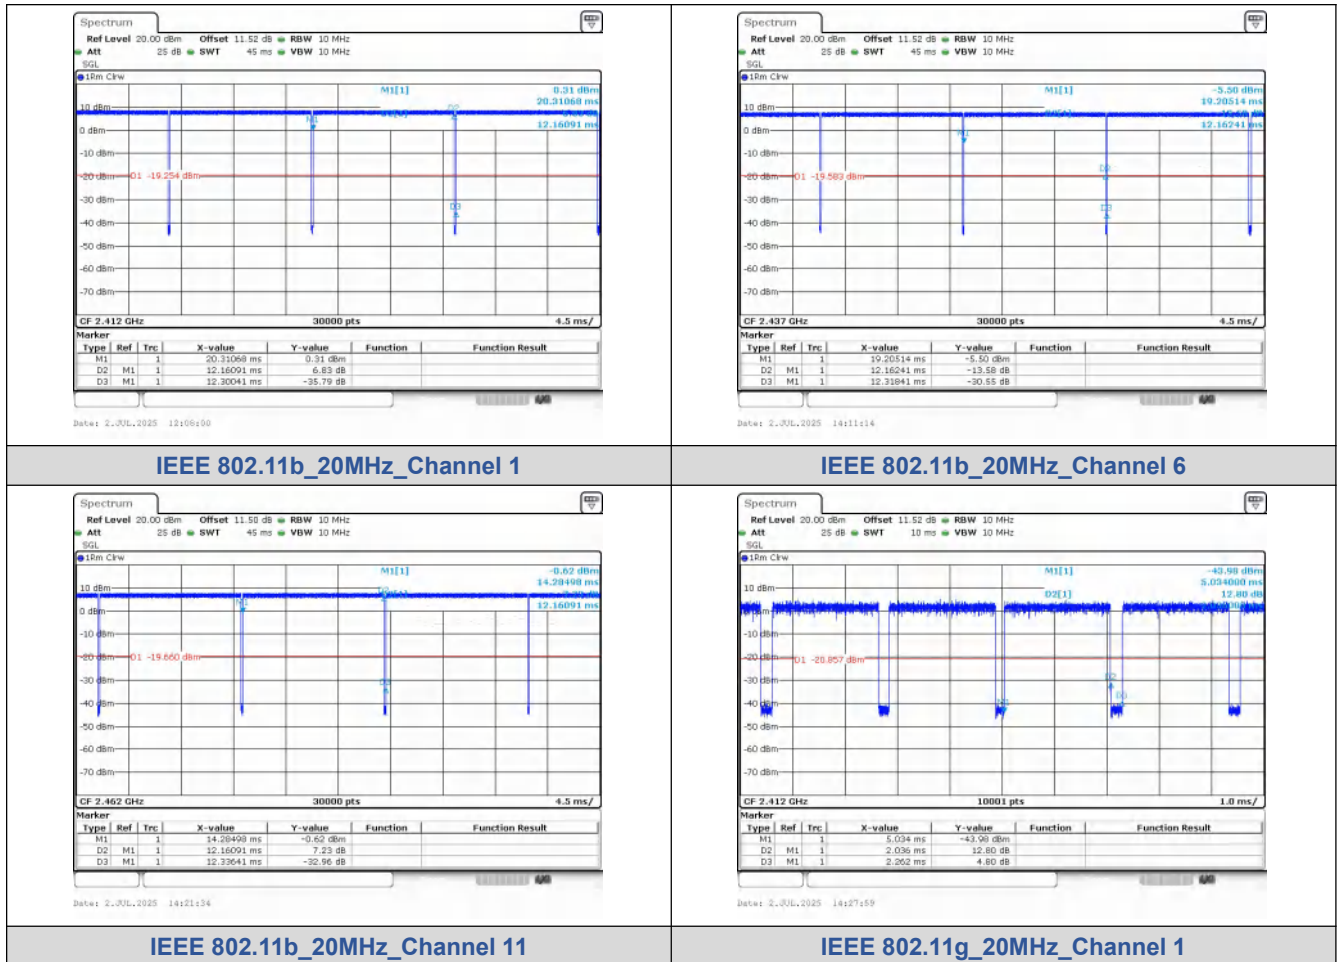 Spectrum
Ref Level 20.00 dBm Offset 11.52 dB RBW 10 MHz
Att 25 dB SWT 45 ms VBW 10 MHz
SGL
1Rm Clrw
M1[1] 0.31 dBm
20.31068 ms
10 dBm
D2
M1
12.16091 ms
0 dBm
-10 dBm
-20 dBm
D1 -19.254 dBm
-30 dBm
D3
-40 dBm
-50 dBm
-60 dBm
-70 dBm
CF 2.412 GHz 30000 pts 4.5 ms/
Marker
Type Ref Trc X-value Y-value Function Function Result
M1 1 20.31068 ms 0.31 dBm
D2 M1 1 12.16091 ms 6.83 dB
D3 M1 1 12.30041 ms -35.79 dB
Date: 2.JUL.2025 12:08:00
IEEE 802.11b_20MHz_Channel 1
Spectrum
Ref Level 20.00 dBm Offset 11.52 dB RBW 10 MHz
Att 25 dB SWT 45 ms VBW 10 MHz
SGL
1Rm Clrw
M1[1] -5.50 dBm
19.20514 ms
10 dBm
12.16241 ms
0 dBm
M1
-10 dBm
-20 dBm
D1 -19.583 dBm
D2
-30 dBm
D3
-40 dBm
-50 dBm
-60 dBm
-70 dBm
CF 2.437 GHz 30000 pts 4.5 ms/
Marker
Type Ref Trc X-value Y-value Function Function Result
M1 1 19.20514 ms -5.50 dBm
D2 M1 1 12.16241 ms -13.58 dB
D3 M1 1 12.31841 ms -30.55 dB
Date: 2.JUL.2025 14:11:14
IEEE 802.11b_20MHz_Channel 6
Spectrum
Ref Level 20.00 dBm Offset 11.50 dB RBW 10 MHz
Att 25 dB SWT 45 ms VBW 10 MHz
SGL
1Rm Clrw
M1[1] -0.62 dBm
14.28498 ms
10 dBm
D2
12.16091 ms
M1
0 dBm
-10 dBm
-20 dBm
D1 -19.660 dBm
-30 dBm
D3
-40 dBm
-50 dBm
-60 dBm
-70 dBm
CF 2.462 GHz 30000 pts 4.5 ms/
Marker
Type Ref Trc X-value Y-value Function Function Result
M1 1 14.28498 ms -0.62 dBm
D2 M1 1 12.16091 ms 7.23 dB
D3 M1 1 12.33641 ms -32.96 dB
Date: 2.JUL.2025 14:21:34
IEEE 802.11b_20MHz_Channel 11
Spectrum
Ref Level 20.00 dBm Offset 11.52 dB RBW 10 MHz
Att 25 dB SWT 10 ms VBW 10 MHz
SGL
1Rm Clrw
M1[1] -43.98 dBm
5.034000 ms
10 dBm
D2[1] 12.80 dB
0 dBm
-10 dBm
-20 dBm
D1 -20.857 dBm
-30 dBm
D2
D3
-40 dBm
M1
-50 dBm
-60 dBm
-70 dBm
CF 2.412 GHz 10001 pts 1.0 ms/
Marker
Type Ref Trc X-value Y-value Function Function Result
M1 1 5.034 ms -43.98 dBm
D2 M1 1 2.036 ms 12.80 dB
D3 M1 1 2.262 ms 4.80 dB
Date: 2.JUL.2025 14:27:59
IEEE 802.11g_20MHz_Channel 1